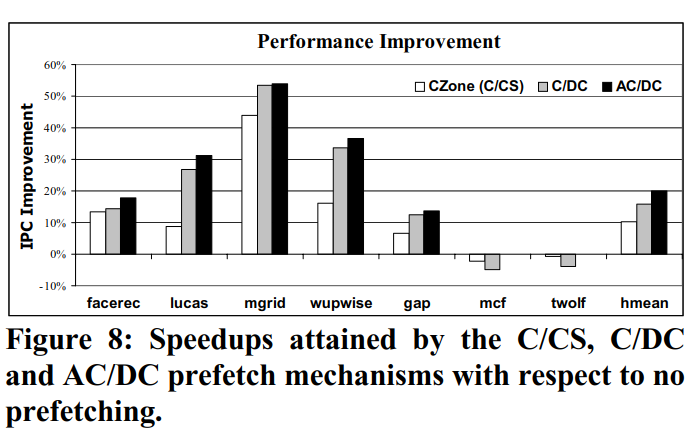 Performance Improvement
60%
50%
40%
30%
20%
10%
0%
-10%
IPC Improvement
CZone (C/CS) C/DC AC/DC
facerec lucas mgrid wupwise gap mcf twolf hmean
Figure 8: Speedups attained by the C/CS, C/DC
and AC/DC prefetch mechanisms with respect to no
prefetching.